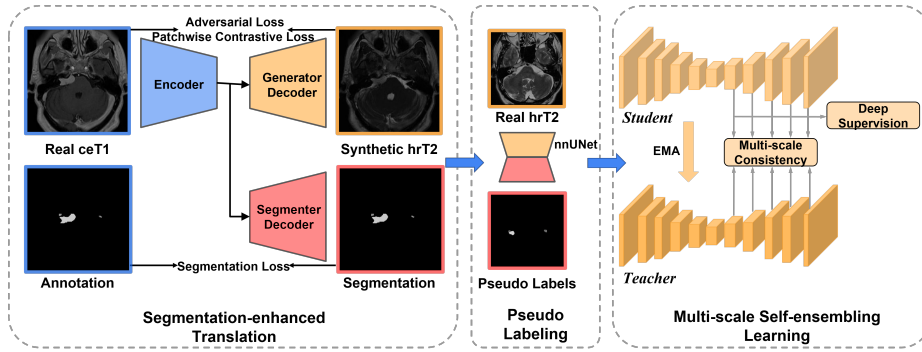 Adversarial Loss
Patchwise Contrastive Loss
Encoder
Generator
Decoder
Real ceT1
Synthetic hrT2
Segmenter
Decoder
Segmentation Loss
Annotation
Segmentation
Segmentation-enhanced
Translation
Real hrT2
nnUNet
Pseudo Labels
Pseudo
Labeling
Student
Deep
Supervision
EMA
Multi-scale
Consistency
Teacher
Multi-scale Self-ensembling
Learning